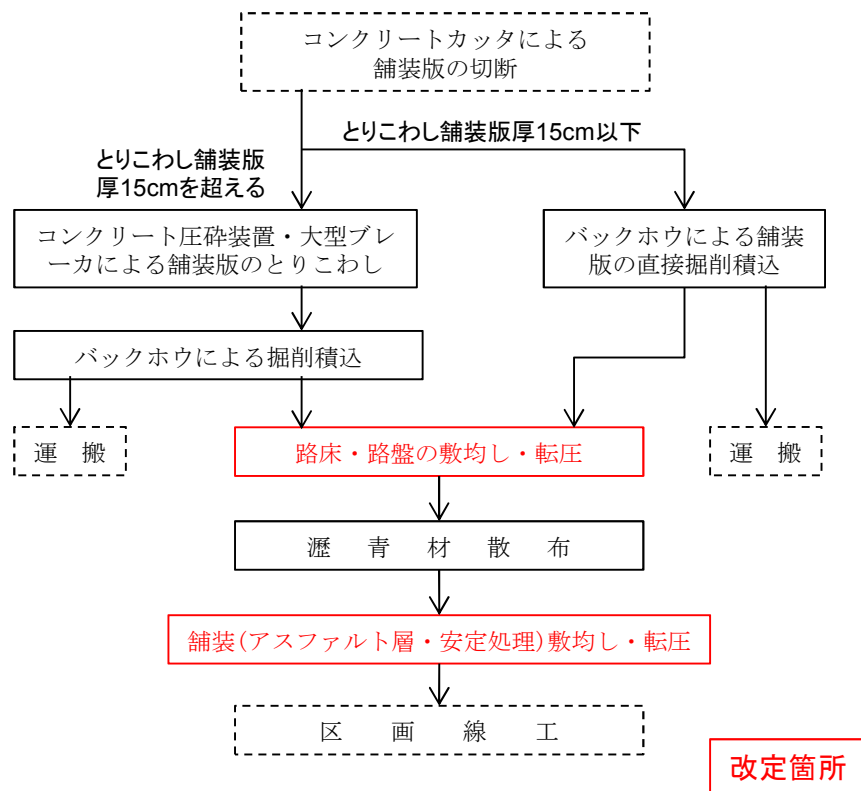 コンクリートカッタによる
舗装版の切断
とりこわし舗装版厚15cm以下
とりこわし舗装版
厚15cmを超える
コンクリート圧砕装置・大型ブレ
ーカによる舗装版のとりこわし
バックホウによる舗装
版の直接掘削積込
バックホウによる掘削積込
運 搬
路床・路盤の敷均し・転圧
運 搬
瀝 青 材 散 布
舗装(アスファルト層・安定処理)敷均し・転圧
区 画 線 工
改定箇所